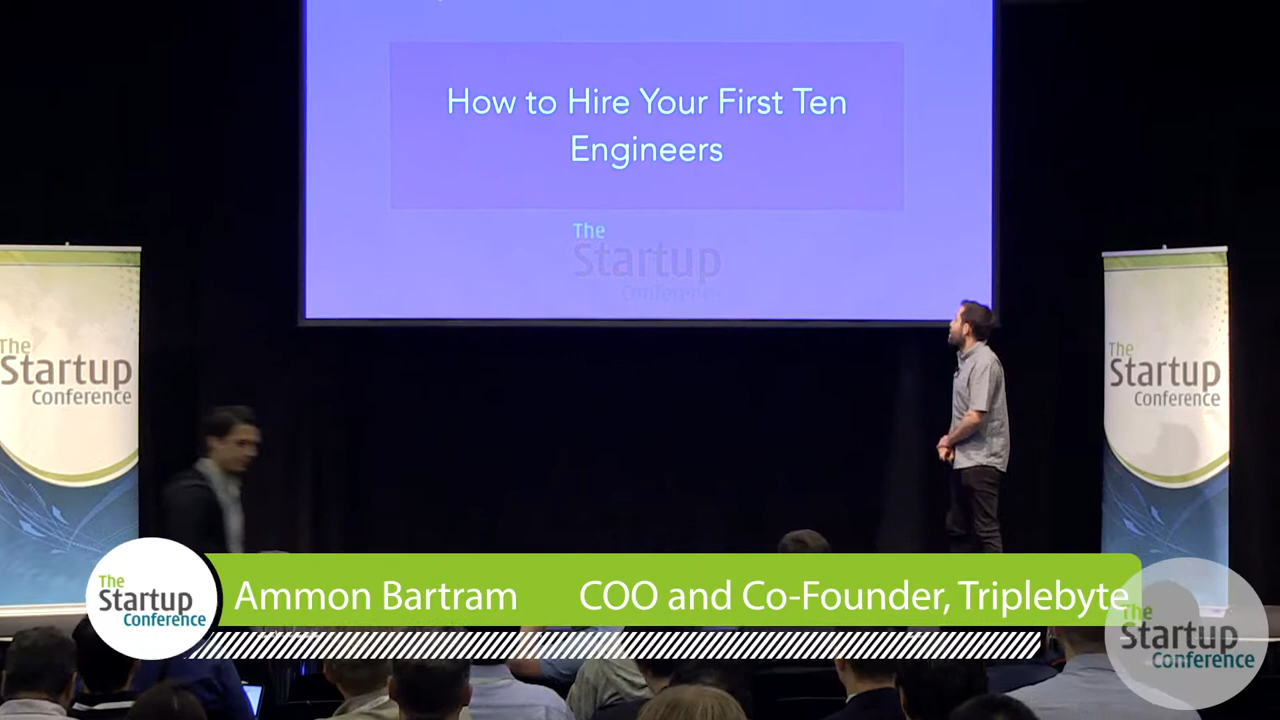 How to Hire Your First Ten
Engineers
The
Startup
Conference
The
Startup
Conference
The
Startup
Conference
The
Startup
Conference
Ammon Bartram COO and Co-Founder, Triplebyte
The
Startup
Conference